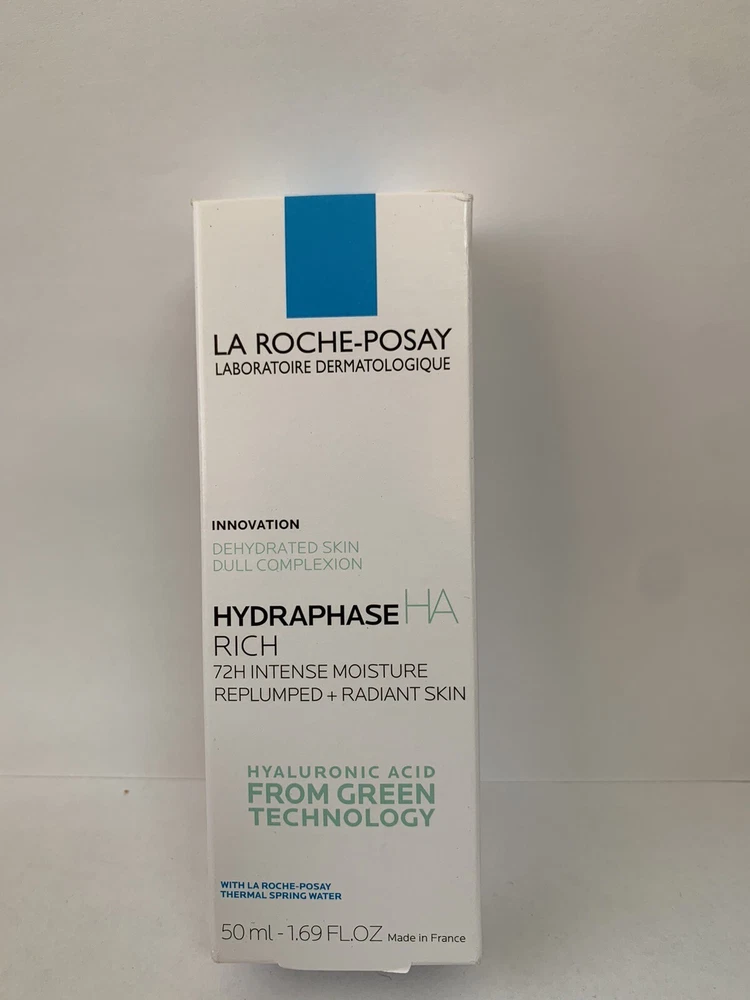 LA ROCHE-POSAY
LABORATOIRE DERMATOLOGIQUE
INNOVATION
DEHYDRATED SKIN
DULL COMPLEXION
HYDRAPHASE HA
RICH
72H INTENSE MOISTURE
REPLUMPED + RADIANT SKIN
HYALURONIC ACID
FROM GREEN
TECHNOLOGY
WITH LA ROCHE-POSAY
THERMAL SPRING WATER
50 ml - 1.69 FL.OZ Made in France